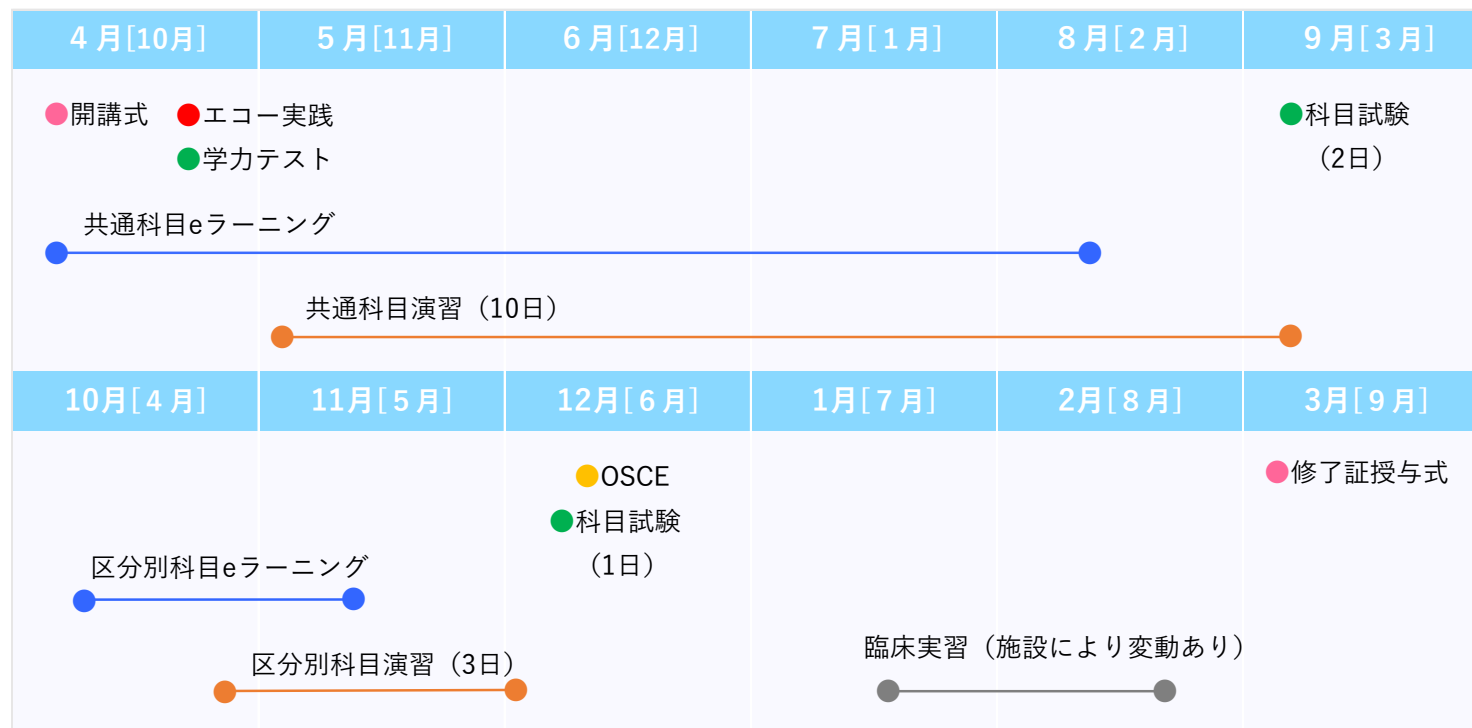 4月[10月]
5月[11月]
6月[12月]
7月[1月]
8月[2月]
9月[3月]
開講式
エコー実践
学力テスト
科目試験
（2日）
共通科目eラーニング
共通科目演習（10日）
10月[4月]
11月[5月]
12月[6月]
1月[7月]
2月[8月]
3月[9月]
OSCE
科目試験
（1日）
修了証授与式
区分別科目eラーニング
区分別科目演習（3日）
臨床実習（施設により変動あり）